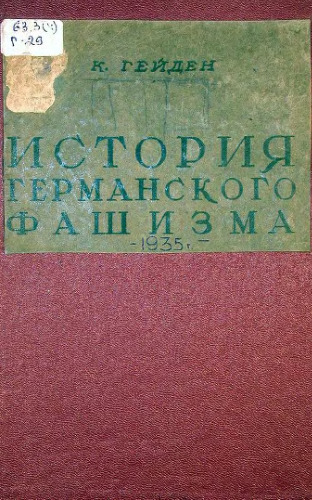 63.3(4)
Г-29
К. ГЕЙДЕН
ИСТОРИЯ
ГЕРМАНСКОГО
ФАШИЗМА
-1935 г. -